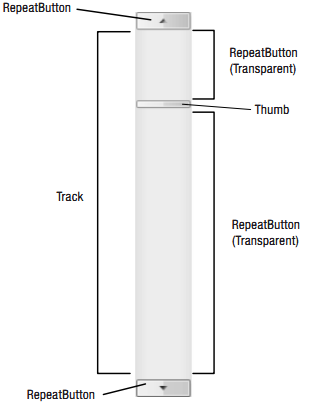 RepeatButton
RepeatButton
(Transparent)
Thumb
Track
RepeatButton
(Transparent)
RepeatButton